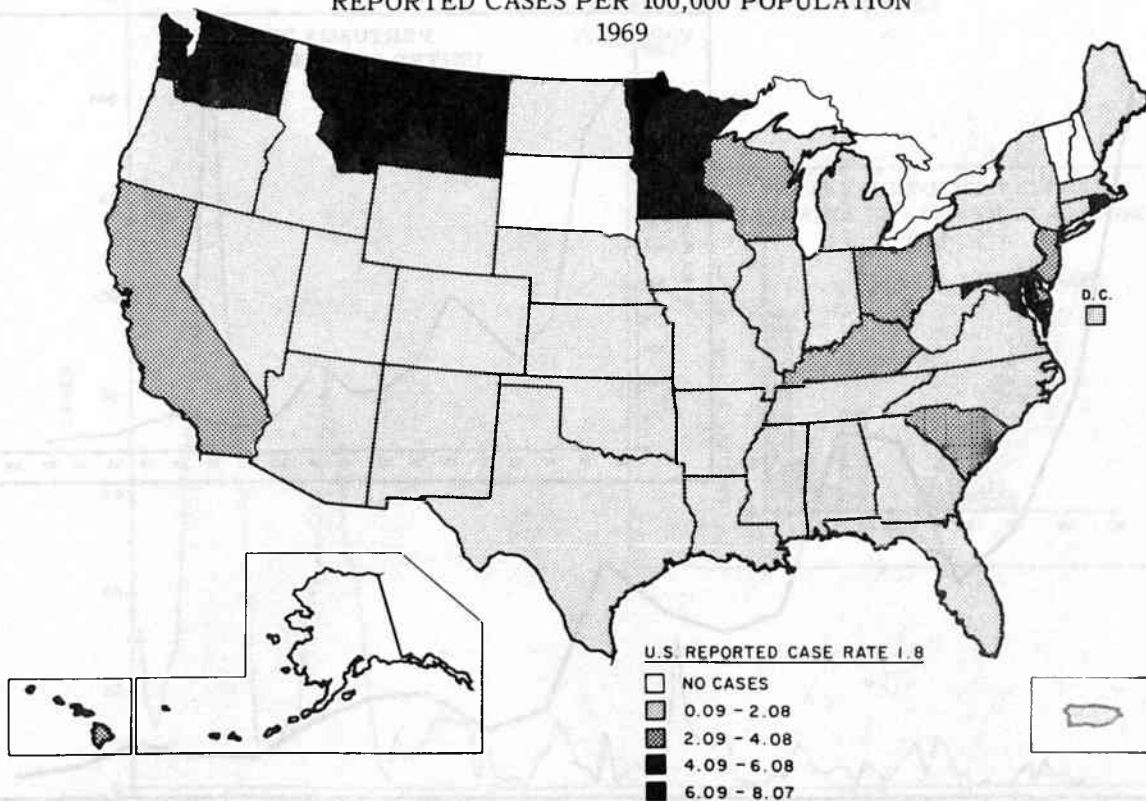 REPORTED CASES PER 100,000 POPULATION
1969
D.C.
U.S. REPORTED CASE RATE 1.8
NO CASES
0.09 - 2.08
2.09 - 4.08
4.09 - 6.08
6.09 - 8.07